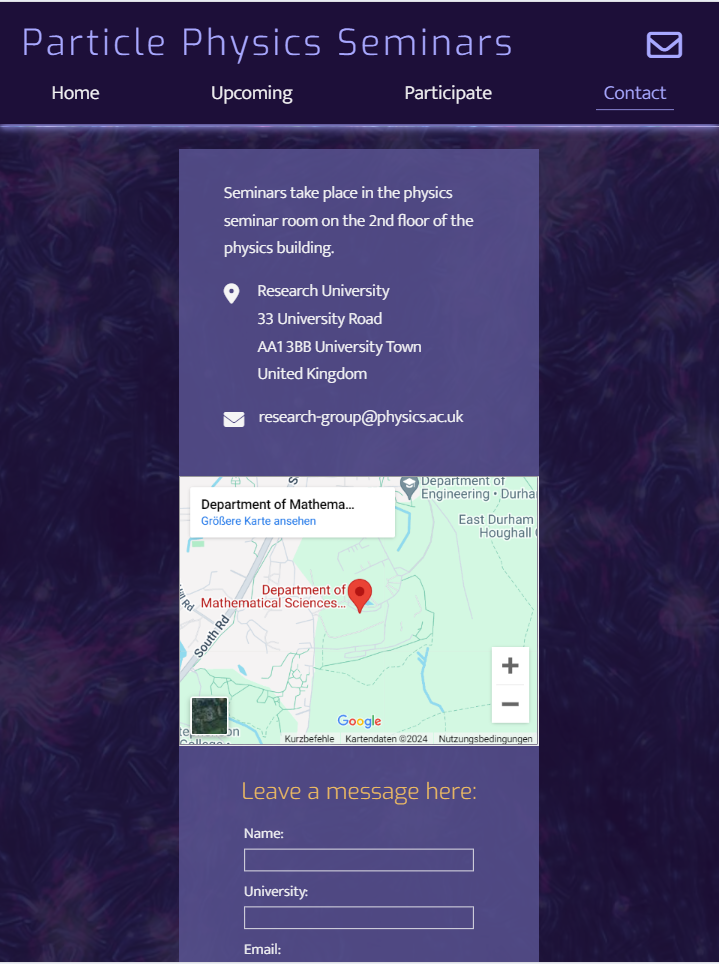 Particle Physics Seminars
Home Upcoming Participate Contact
Seminars take place in the physics
seminar room on the 2nd floor of the
physics building.
Research University
33 University Road
AA1 3BB University Town
United Kingdom
research-group@physics.ac.uk
Department of Mathema...
Größere Karte ansehen
Department of
Engineering • Durha
East Durham
Houghall
Department of
Mathematical Sciences...
South Rd
Rd
Google
College
Kurzbefehle Kartendaten ©2024 Nutzungsbedingungen
Leave a message here:
Name:
University:
Email: